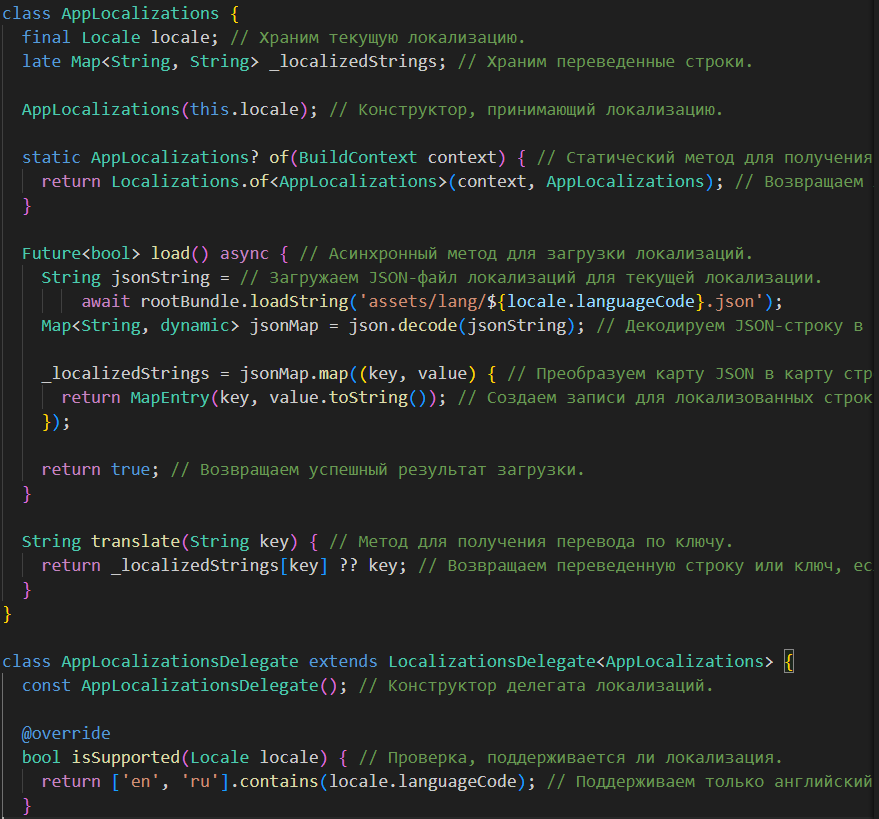 class AppLocalizations {
final Locale locale; // Храним текущую локализацию.
late Map<String, String> _localizedStrings; // Храним переведенные строки.
AppLocalizations(this.locale); // Конструктор, принимающий локализацию.
static AppLocalizations? of(BuildContext context) { // Статический метод для получения
return Localizations.of<AppLocalizations>(context, AppLocalizations); // Возвращаем
}
Future<bool> load() async { // Асинхронный метод для загрузки локализаций.
String jsonString = // Загружаем JSON-файл локализаций для текущей локализации.
await rootBundle.loadString('assets/lang/${locale.languageCode}.json');
Map<String, dynamic> jsonMap = json.decode(jsonString); // Декодируем JSON-строку в
_localizedStrings = jsonMap.map((key, value) { // Преобразуем карту JSON в карту стр
return MapEntry(key, value.toString()); // Создаем записи для локализованных строк
});
return true; // Возвращаем успешный результат загрузки.
}
String translate(String key) { // Метод для получения перевода по ключу.
return _localizedStrings[key] ?? key; // Возвращаем переведенную строку или ключ, ес
}
}
class AppLocalizationsDelegate extends LocalizationsDelegate<AppLocalizations> {
const AppLocalizationsDelegate(); // Конструктор делегата локализаций.
@override
bool isSupported(Locale locale) { // Проверка, поддерживается ли локализация.
return ['en', 'ru'].contains(locale.languageCode); // Поддерживаем только английский
}